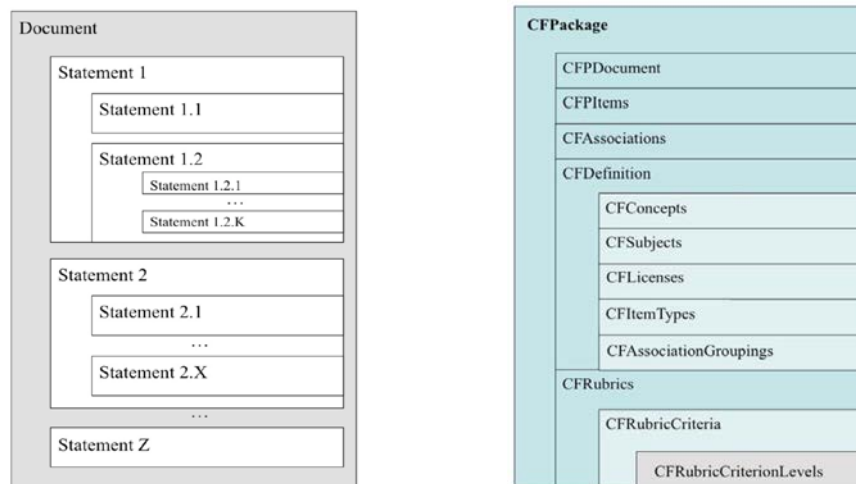 Document
Statement 1
Statement 1.1
Statement 1.2
Statement 1.2.1
...
Statement 1.2.K
Statement 2
Statement 2.1
...
Statement 2.X
...
Statement Z
CFPackage
CFPDocument
CFPItems
CFAssociations
CFDefinition
CFConcepts
CFSubjects
CFLicenses
CFItemTypes
CFAssociationGroupings
CFRubrics
CFRubricCriteria
CFRubricCriterionLevels